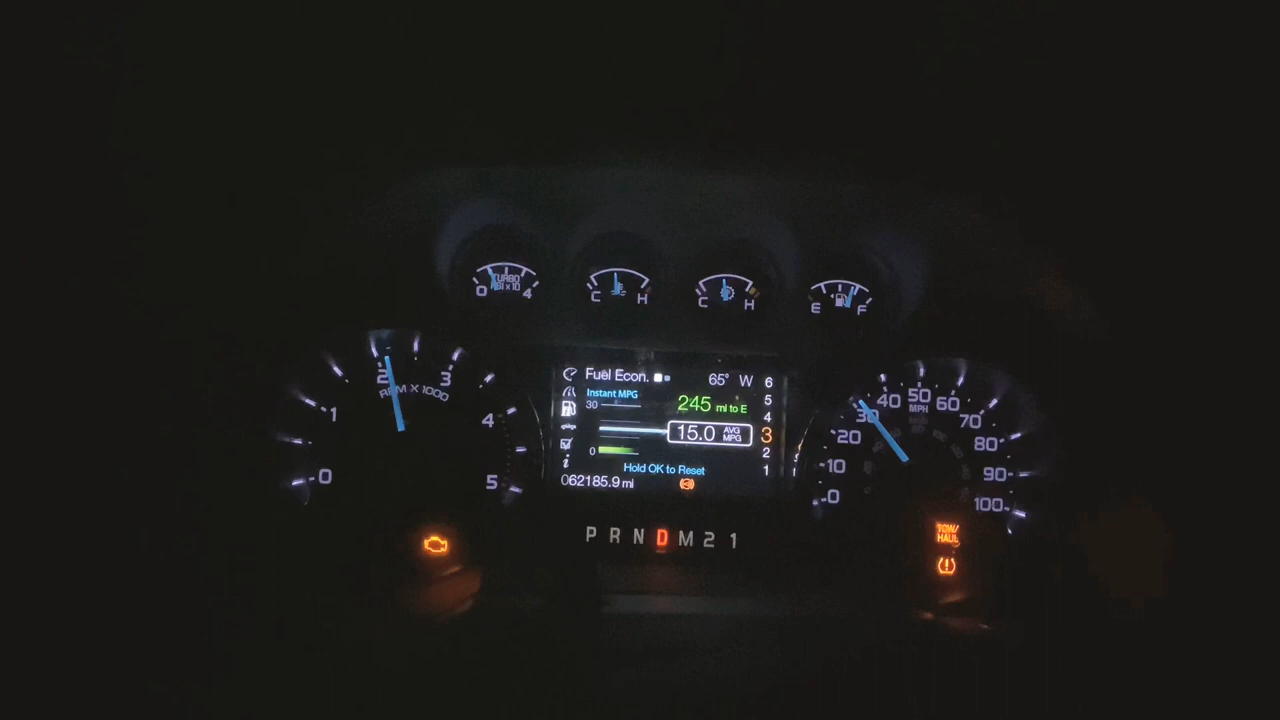 TURBO
PSI x 10
0 4
C H
C H
E F
0 1 2 3 4 5
RPM X 1000
Fuel Econ. 65° W
Instant MPG
30
245 mi to E
15.0 AVG MPG
0
Hold OK to Reset
062185.9 mi
6
5
4
3
2
1
P R N D M 2 1
0 10 20 30 40 50 60 70 80 90 100
MPH
TOW/
HAUL